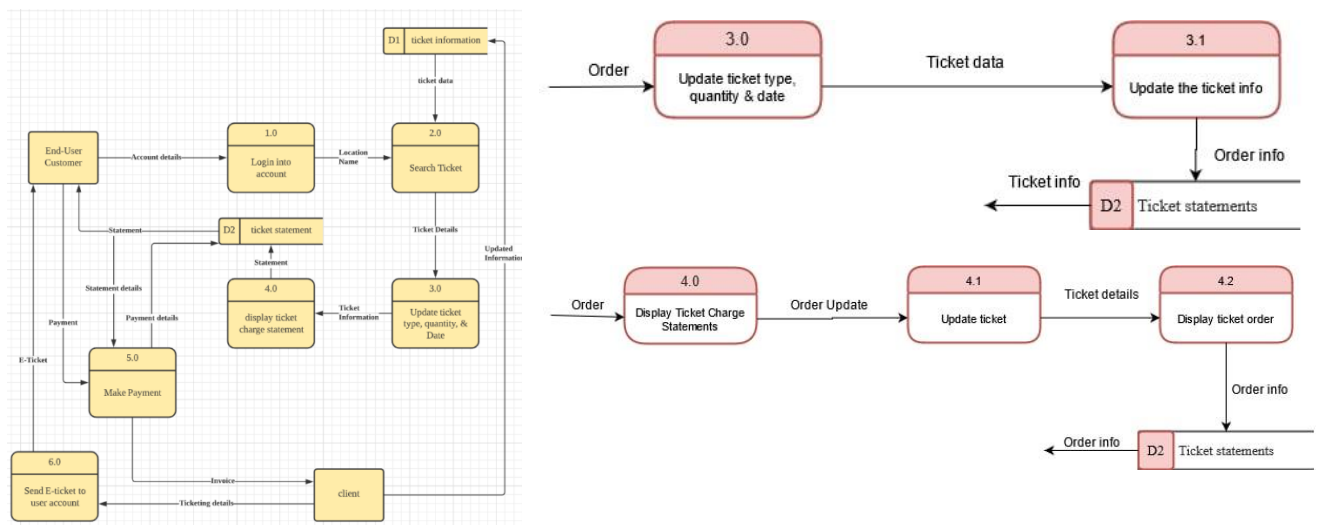 D1
ticket information
ticket data
End-User
Customer
Account details
1.0
Login into
account
Location
Name
2.0
Search Ticket
D2
ticket statement
Statement
Ticket Details
Updated
Information
Statement
Statement details
4.0
display ticket
charge statement
Ticket
Information
3.0
Update ticket
type, quantity, &
Date
Payment
Payment details
E-Ticket
5.0
Make Payment
6.0
Send E-ticket to
user account
Invoice
Ticketing details
client
Order
3.0
Update ticket type,
quantity & date
Ticket data
3.1
Update the ticket info
Order info
Ticket info
D2
Ticket statements
Order
4.0
Display Ticket Charge
Statements
Order Update
4.1
Update ticket
Ticket details
4.2
Display ticket order
Order info
Order info
D2
Ticket statements